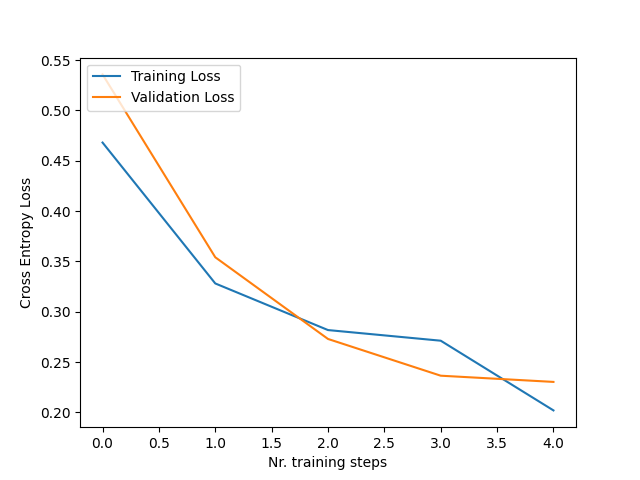 Training Loss
Validation Loss
Cross Entropy Loss
0.55
0.50
0.45
0.40
0.35
0.30
0.25
0.20
0.0 0.5 1.0 1.5 2.0 2.5 3.0 3.5 4.0
Nr. training steps